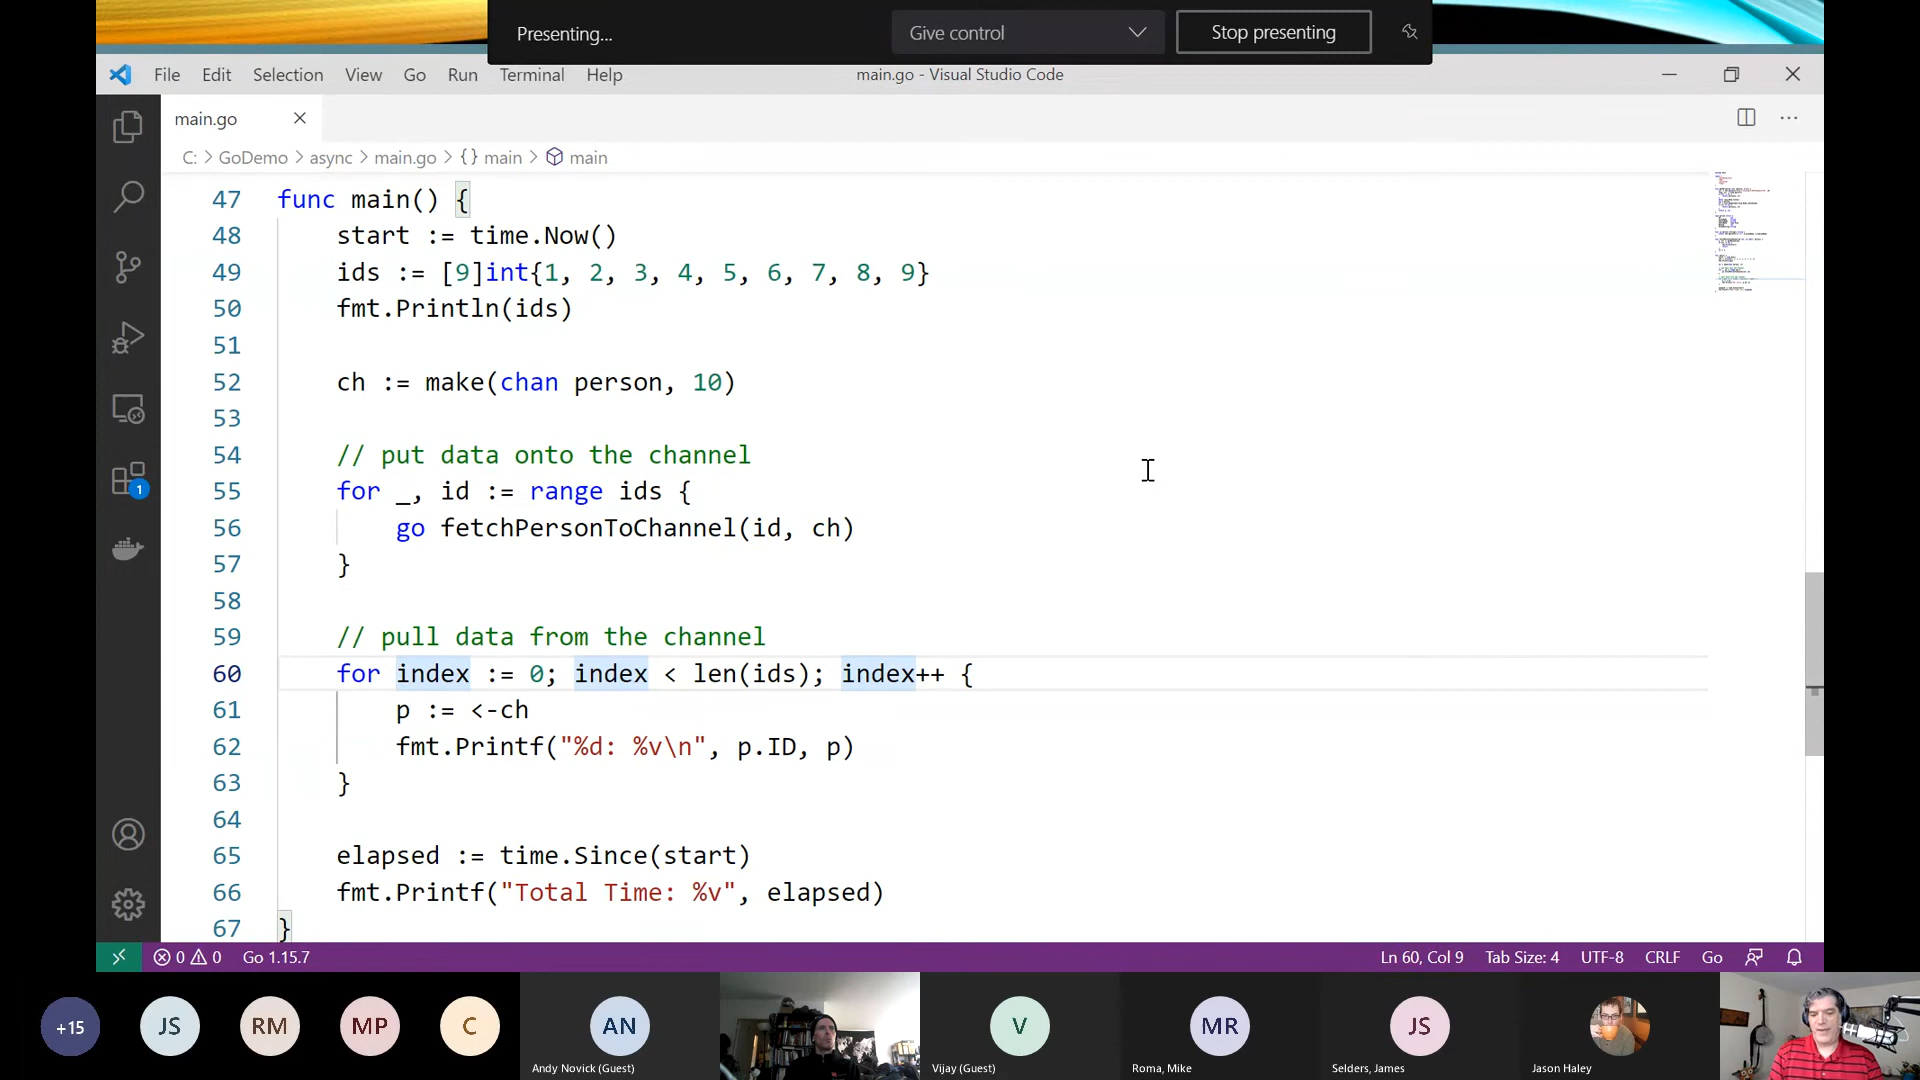 Presenting...
Give control
Stop presenting
File Edit Selection View Go Run Terminal Help
main.go - Visual Studio Code
main.go
C: > GoDemo > async > main.go > {} main > main
47 func main() {
48 start := time.Now()
49 ids := [9]int{1, 2, 3, 4, 5, 6, 7, 8, 9}
50 fmt.Println(ids)
51
52 ch := make(chan person, 10)
53
54 // put data onto the channel
55 for _, id := range ids {
56 go fetchPersonToChannel(id, ch)
57 }
58
59 // pull data from the channel
60 for index := 0; index < len(ids); index++ {
61 p := <-ch
62 fmt.Printf("%d: %v\n", p.ID, p)
63 }
64
65 elapsed := time.Since(start)
66 fmt.Printf("Total Time: %v", elapsed)
67 }
1
0 0 Go 1.15.7
Ln 60, Col 9 Tab Size: 4 UTF-8 CRLF Go
+15 JS RM MP C AN V MR JS
Andy Novick (Guest)
Vijay (Guest)
Roma, Mike
Selders, James
Jason Haley